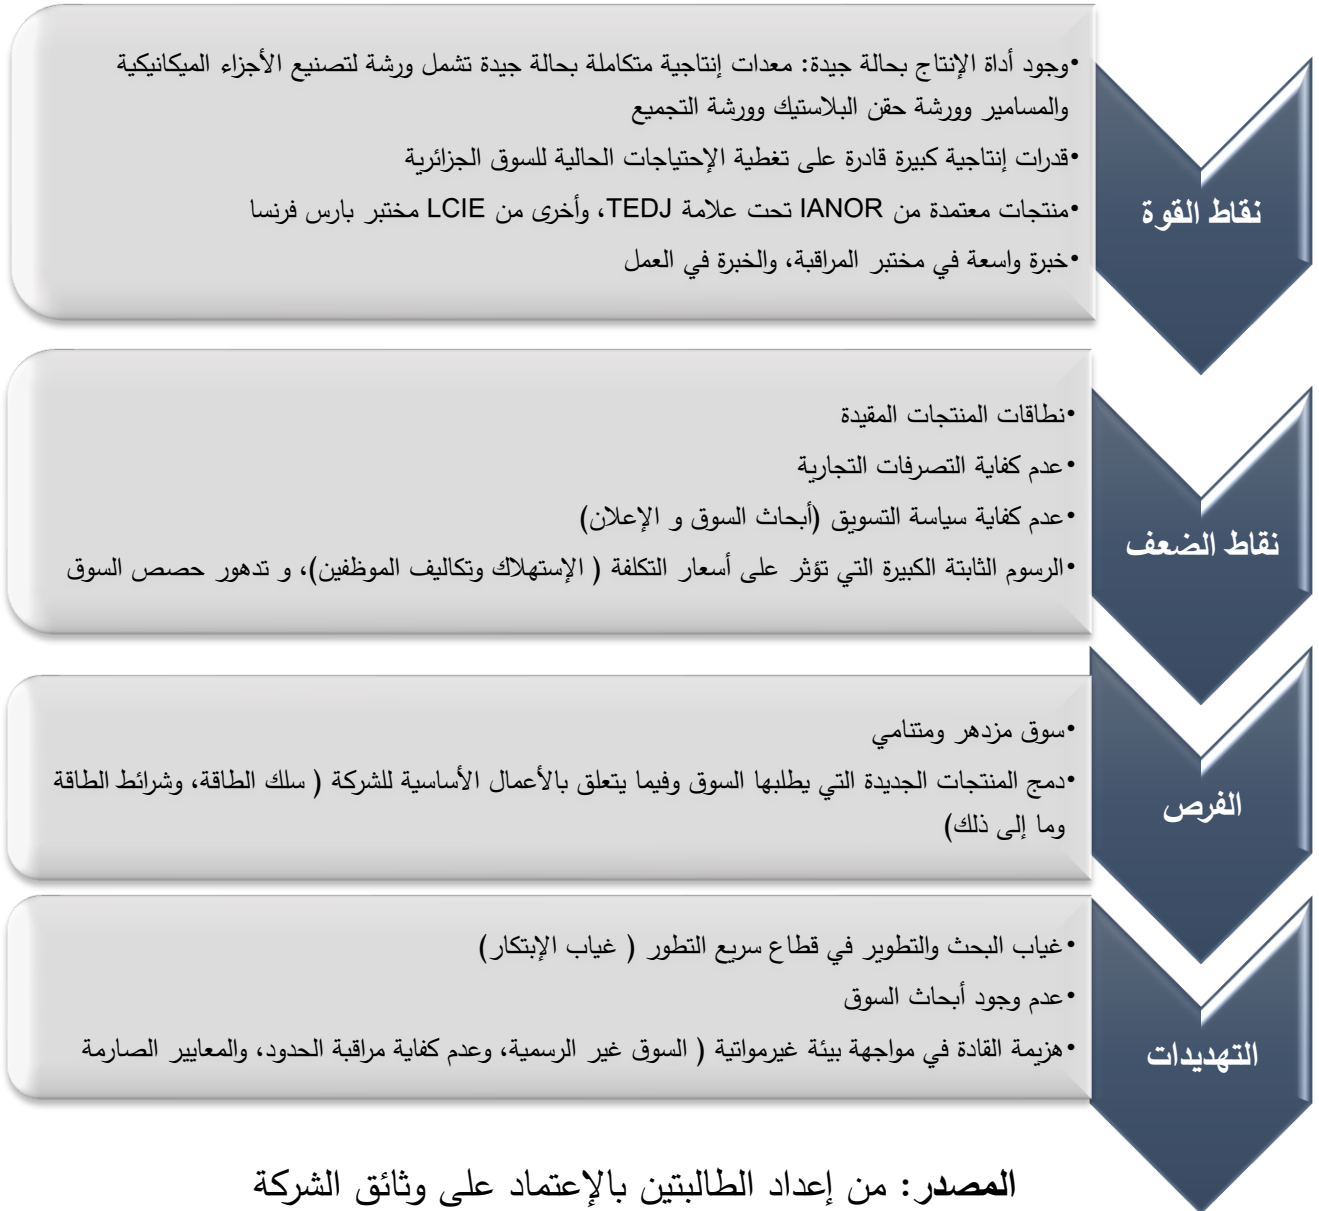 •وجود أداة الإنتاج بحالة جيدة: معدات إنتاجية متكاملة بحالة جيدة تشمل ورشة لتصنيع الأجزاء الميكانيكية
والمسامير وورشة حقن البلاستيك وورشة التجميع
•قدرات إنتاجية كبيرة قادرة على تغطية الإحتياجات الحالية للسوق الجزائرية
•منتجات معتمدة من IANOR تحت علامة TEDJ، وأخرى من LCIE مختبر بارس فرنسا
•خبرة واسعة في مختبر المراقبة، والخبرة في العمل
نقاط القوة
•نطاقات المنتجات المقيدة
•عدم كفاية التصرفات التجارية
•عدم كفاية سياسة التسويق (أبحاث السوق و الإعلان)
•الرسوم الثابتة الكبيرة التي تؤثر على أسعار التكلفة ( الإستهلاك وتكاليف الموظفين)، و تدهور حصص السوق
نقاط الضعف
•سوق مزدهر ومتنامي
•دمج المنتجات الجديدة التي يطلبها السوق وفيما يتعلق بالأعمال الأساسية للشركة ( سلك الطاقة، وشرائط الطاقة
وما إلى ذلك)
الفرص
•غياب البحث والتطوير في قطاع سريع التطور ( غياب الإبتكار)
•عدم وجود أبحاث السوق
•هزيمة القادة في مواجهة بيئة غيرمواتية ( السوق غير الرسمية، وعدم كفاية مراقبة الحدود، والمعايير الصارمة
التهديدات
المصدر: من إعداد الطالبتين بالإعتماد على وثائق الشركة